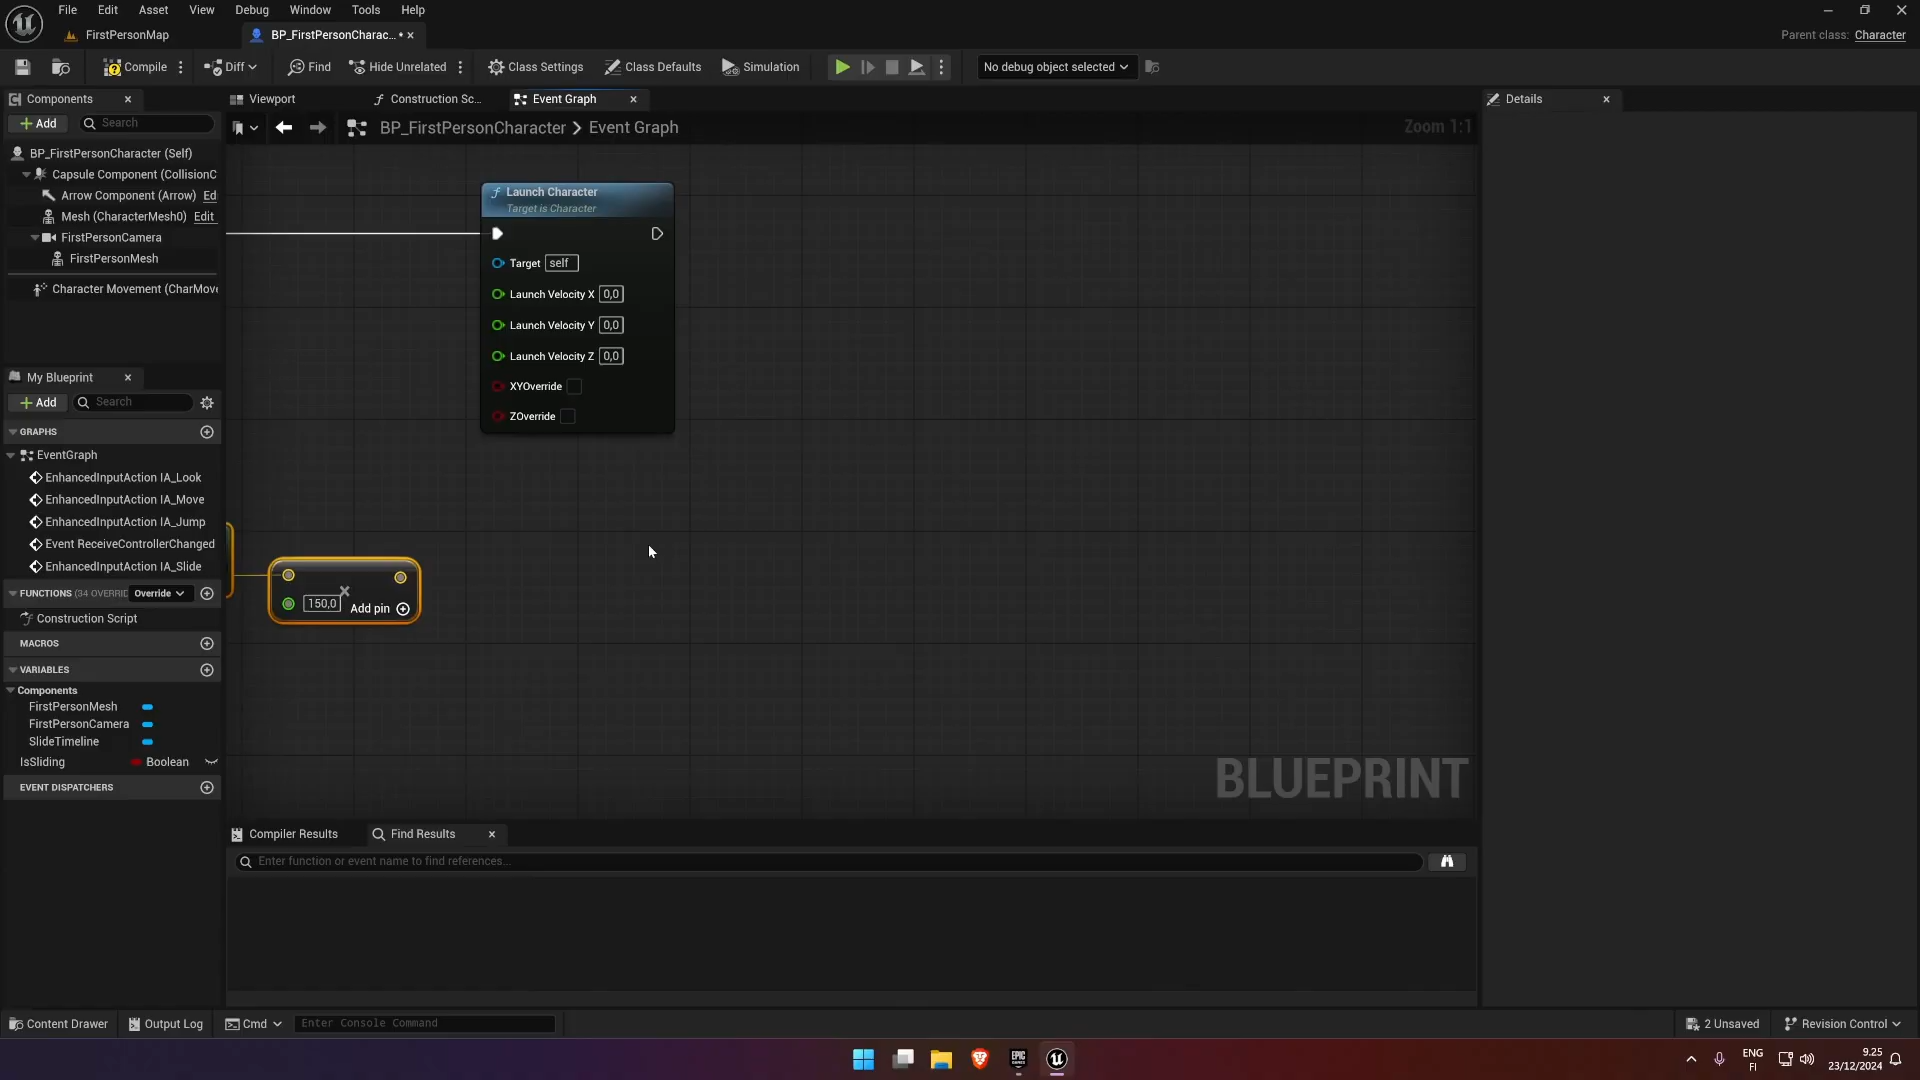 File Edit Asset View Debug Window Tools Help
FirstPersonMap
BP_FirstPersonCharac... •
Parent class: Character
Compile
Diff
Find
Hide Unrelated
Class Settings
Class Defaults
Simulation
No debug object selected
Components
Viewport
Construction Sc...
Event Graph
Details
Add
Search
BP_FirstPersonCharacter > Event Graph
Zoom 1:1
BP_FirstPersonCharacter (Self)
Capsule Component (CollisionC
Arrow Component (Arrow) Ed
Mesh (CharacterMesh0) Edit
FirstPersonCamera
FirstPersonMesh
Character Movement (CharMove
Launch Character
Target is Character
Target self
Launch Velocity X 0,0
Launch Velocity Y 0,0
Launch Velocity Z 0,0
XYOverride
ZOverride
My Blueprint
Add
Search
GRAPHS
EventGraph
EnhancedInputAction IA_Look
EnhancedInputAction IA_Move
EnhancedInputAction IA_Jump
Event ReceiveControllerChanged
EnhancedInputAction IA_Slide
FUNCTIONS (34 OVERRID Override
Construction Script
MACROS
VARIABLES
Components
FirstPersonMesh
FirstPersonCamera
SlideTimeline
IsSliding Boolean
EVENT DISPATCHERS
150,0 Add pin
BLUEPRINT
Compiler Results
Find Results
Enter function or event name to find references...
Content Drawer
Output Log
Cmd
Enter Console Command
2 Unsaved
Revision Control
EPIC GAMES
ENG
FI
9.25
23/12/2024